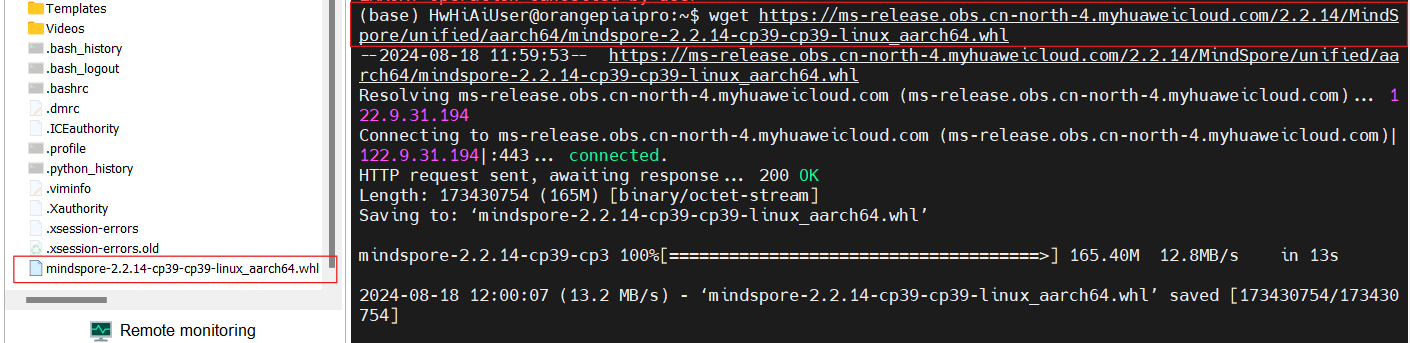 Templates
Videos
.bash_history
.bash_logout
.bashrc
.dmrc
.ICEauthority
.profile
.python_history
.viminfo
.Xauthority
.xsession-errors
.xsession-errors.old
mindspore-2.2.14-cp39-cp39-linux_aarch64.whl
Remote monitoring
(base) HwHiAiUser@orangepiaipro:~$ wget https://ms-release.obs.cn-north-4.myhuaweicloud.com/2.2.14/MindS
pore/unified/aarch64/mindspore-2.2.14-cp39-cp39-linux_aarch64.whl
--2024-08-18 11:59:53--  https://ms-release.obs.cn-north-4.myhuaweicloud.com/2.2.14/MindSpore/unified/aa
rch64/mindspore-2.2.14-cp39-cp39-linux_aarch64.whl
Resolving ms-release.obs.cn-north-4.myhuaweicloud.com (ms-release.obs.cn-north-4.myhuaweicloud.com)... 1
22.9.31.194
Connecting to ms-release.obs.cn-north-4.myhuaweicloud.com (ms-release.obs.cn-north-4.myhuaweicloud.com)|
122.9.31.194|:443... connected.
HTTP request sent, awaiting response... 200 OK
Length: 173430754 (165M) [binary/octet-stream]
Saving to: ‘mindspore-2.2.14-cp39-cp39-linux_aarch64.whl’
mindspore-2.2.14-cp39-cp3 100%[=====================================>] 165.40M  12.8MB/s    in 13s
2024-08-18 12:00:07 (13.2 MB/s) - ‘mindspore-2.2.14-cp39-cp39-linux_aarch64.whl’ saved [173430754/173430
754]